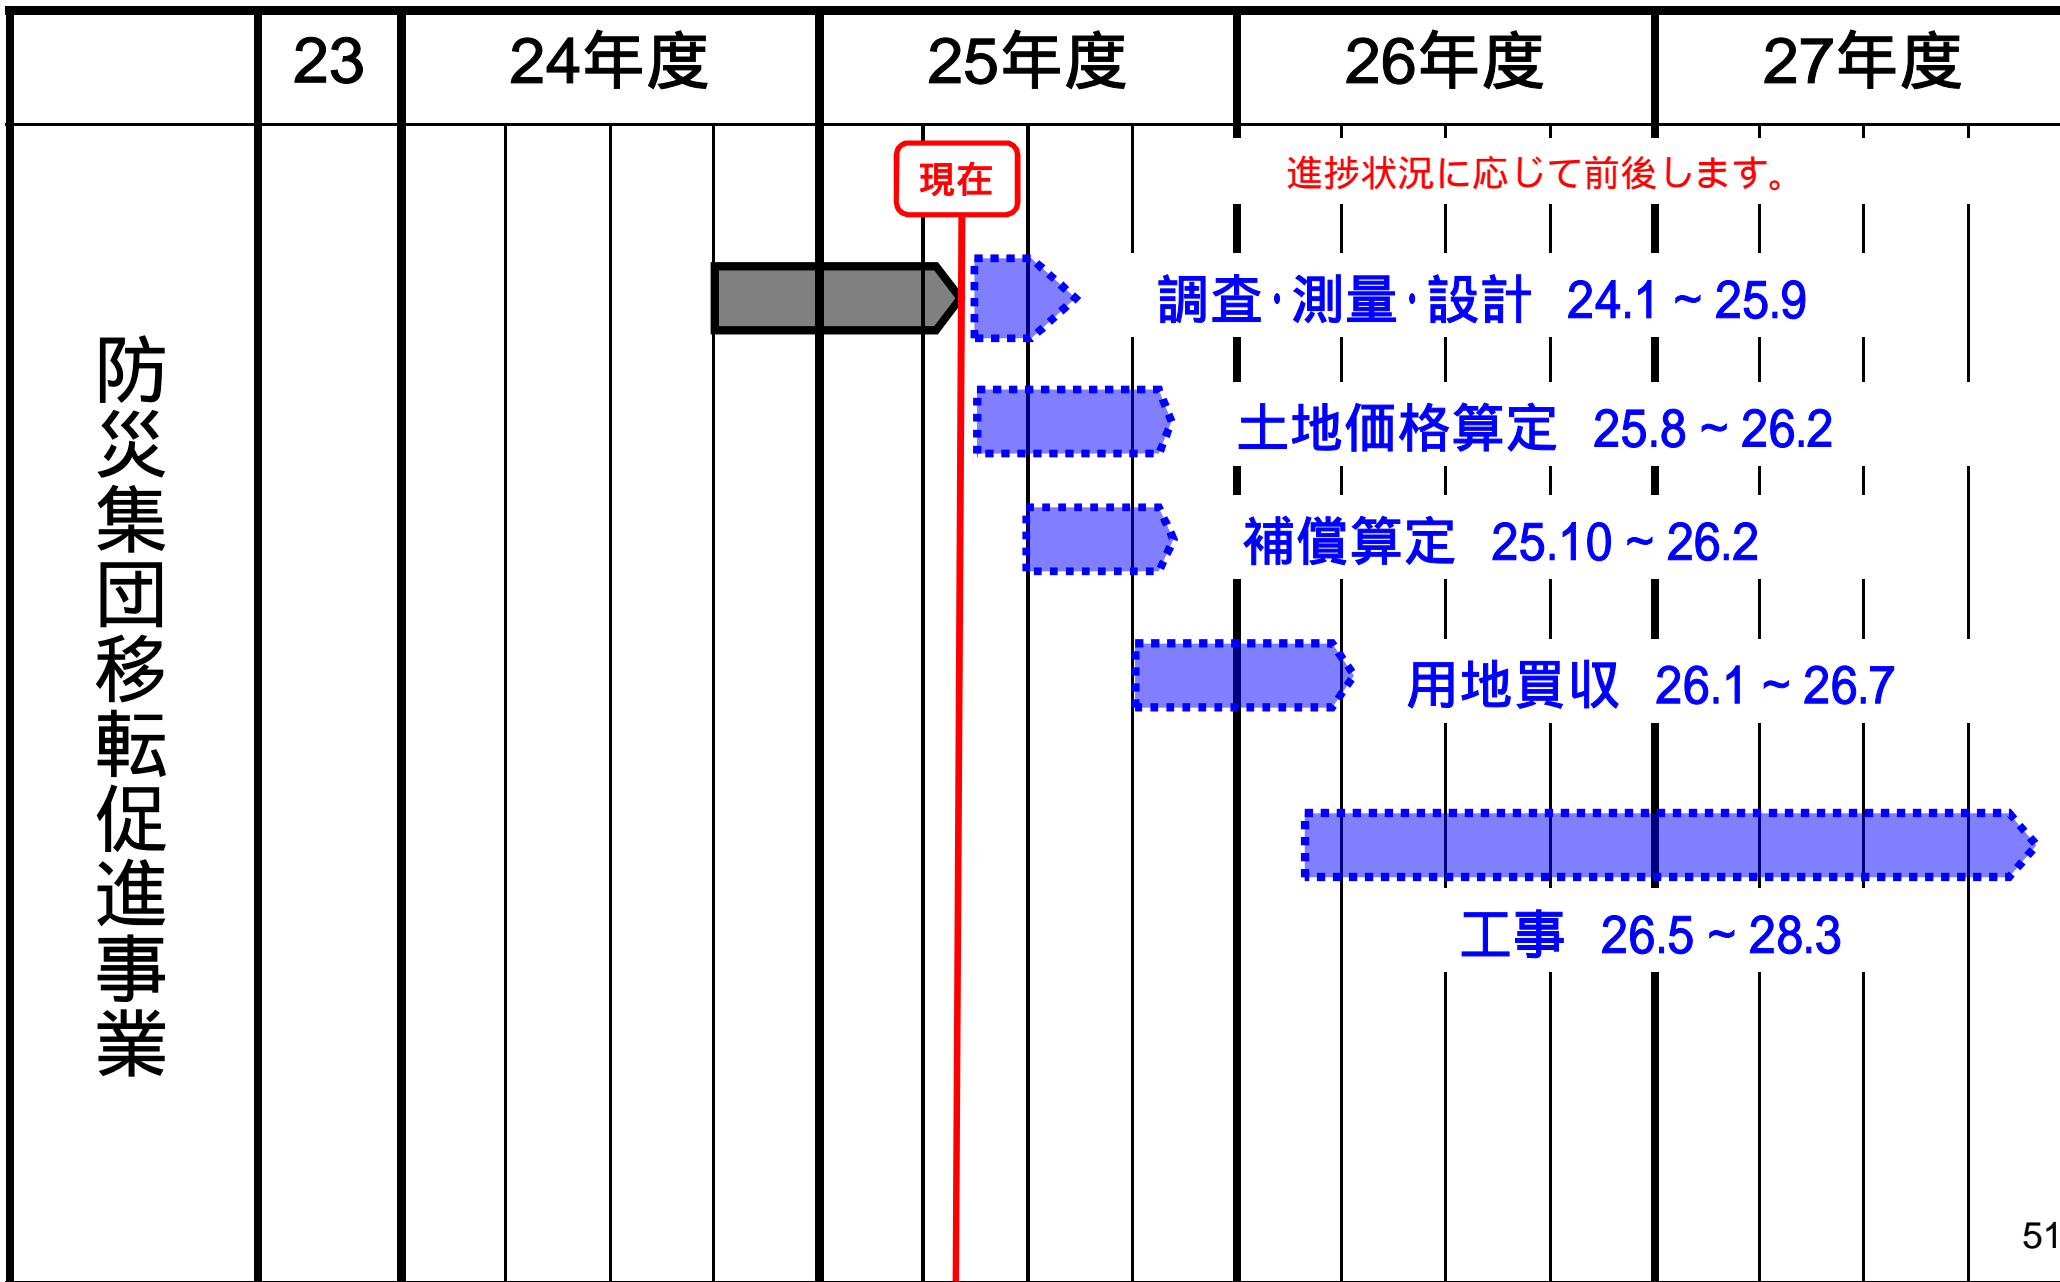 23
24年度
25年度
26年度
27年度
現在
進捗状況に応じて前後します。
防災集団移転促進事業
調査・測量・設計 24.1 ~ 25.9
土地価格算定 25.8 ~ 26.2
補償算定 25.10 ~ 26.2
用地買収 26.1 ~ 26.7
工事 26.5 ~ 28.3
51